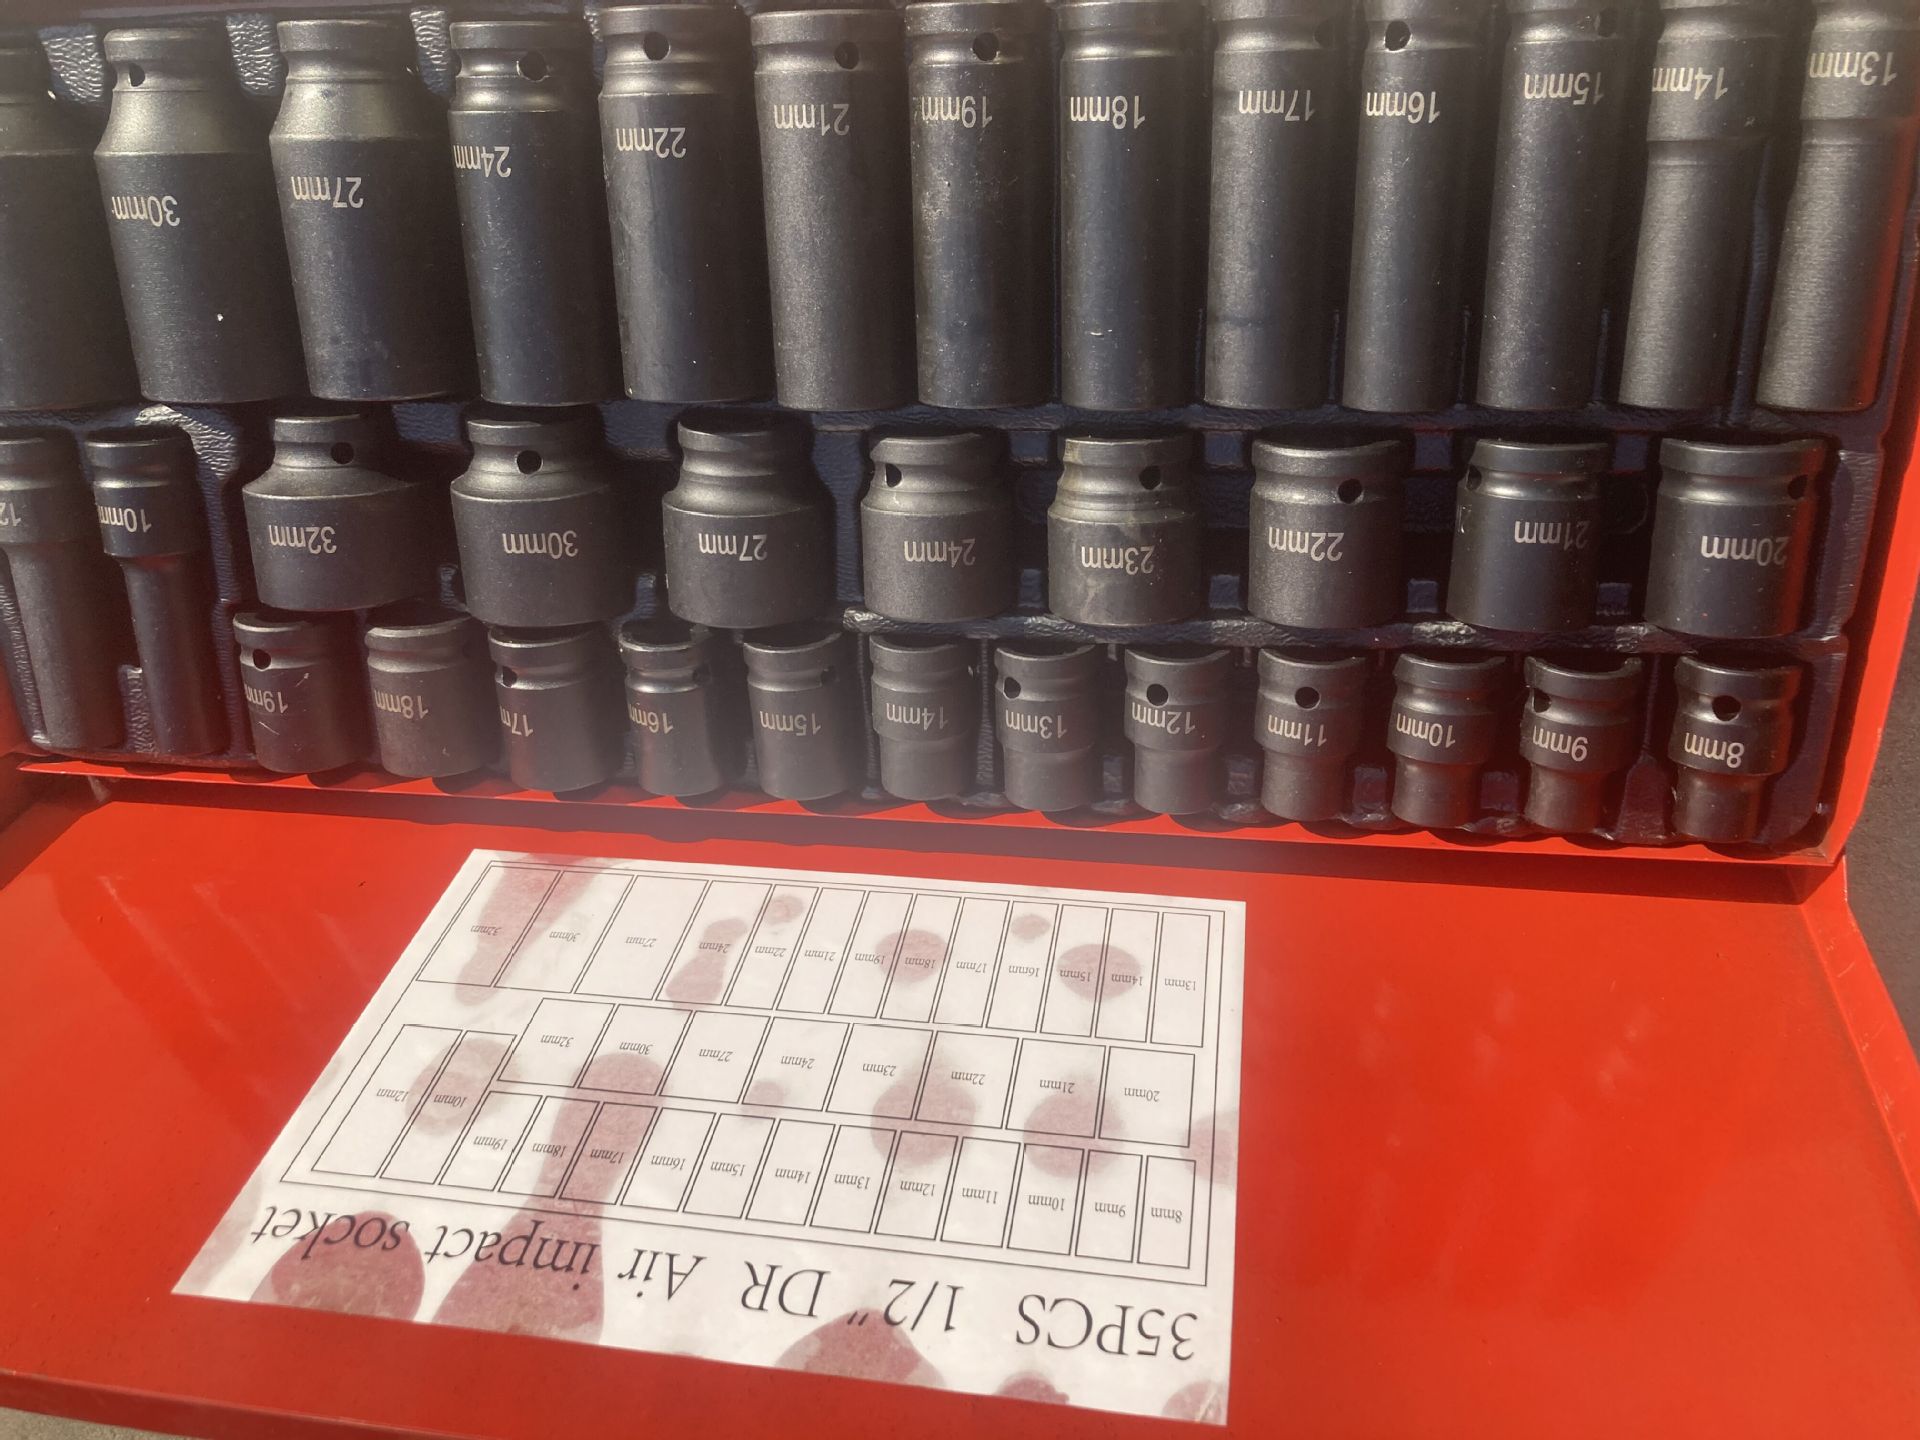 35PCS 1/2" DR Air impact socket
8mm 9mm 10mm 11mm 12mm 13mm 14mm 15mm 16mm 17mm 18mm 19mm 10mm 12mm
20mm 21mm 22mm 23mm 24mm 27mm 30mm 32mm
13mm 14mm 15mm 16mm 17mm 18mm 19mm 21mm 22mm 24mm 27mm 30mm 32mm
8mm 9mm 10mm 11mm 12mm 13mm 14mm 15mm 16mm 17m 18mm 19mm
20mm 21mm 22mm 23mm 24mm 27mm 30mm 32mm 10mm 12
13mm 14mm 15mm 16mm 17mm 18mm 19mm 21mm 22mm 24mm 27mm 30mm